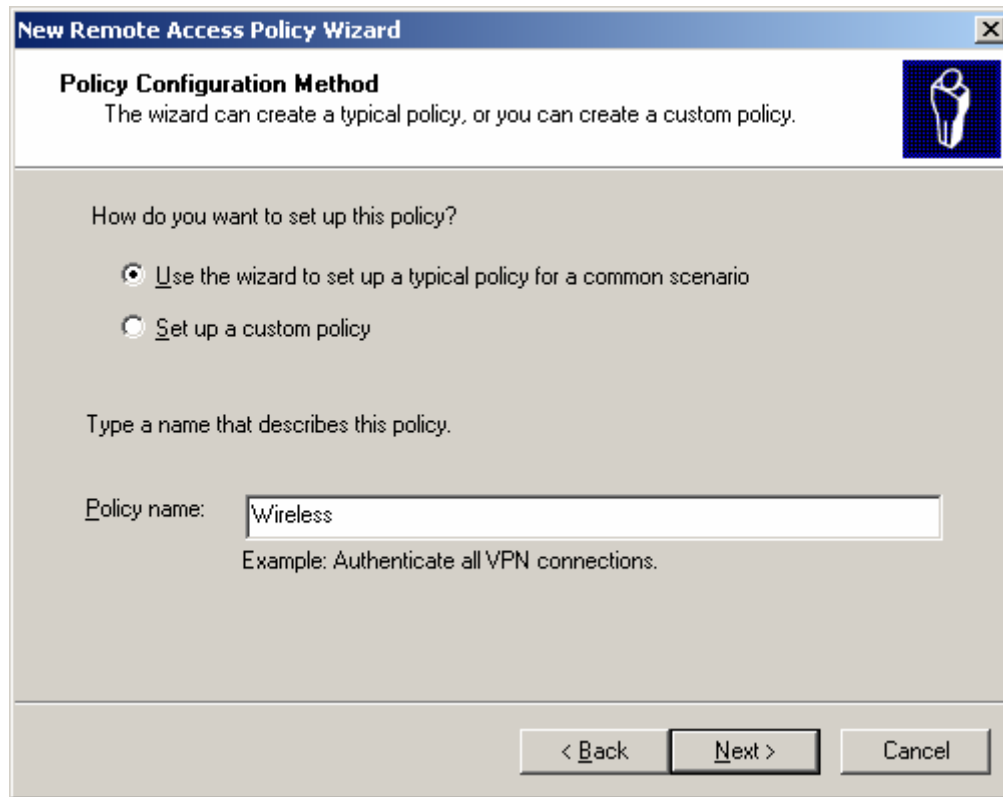 New Remote Access Policy Wizard
Policy Configuration Method
The wizard can create a typical policy, or you can create a custom policy.
How do you want to set up this policy?
Use the wizard to set up a typical policy for a common scenario
Set up a custom policy
Type a name that describes this policy.
Policy name: Wireless
Example: Authenticate all VPN connections.
< Back Next > Cancel